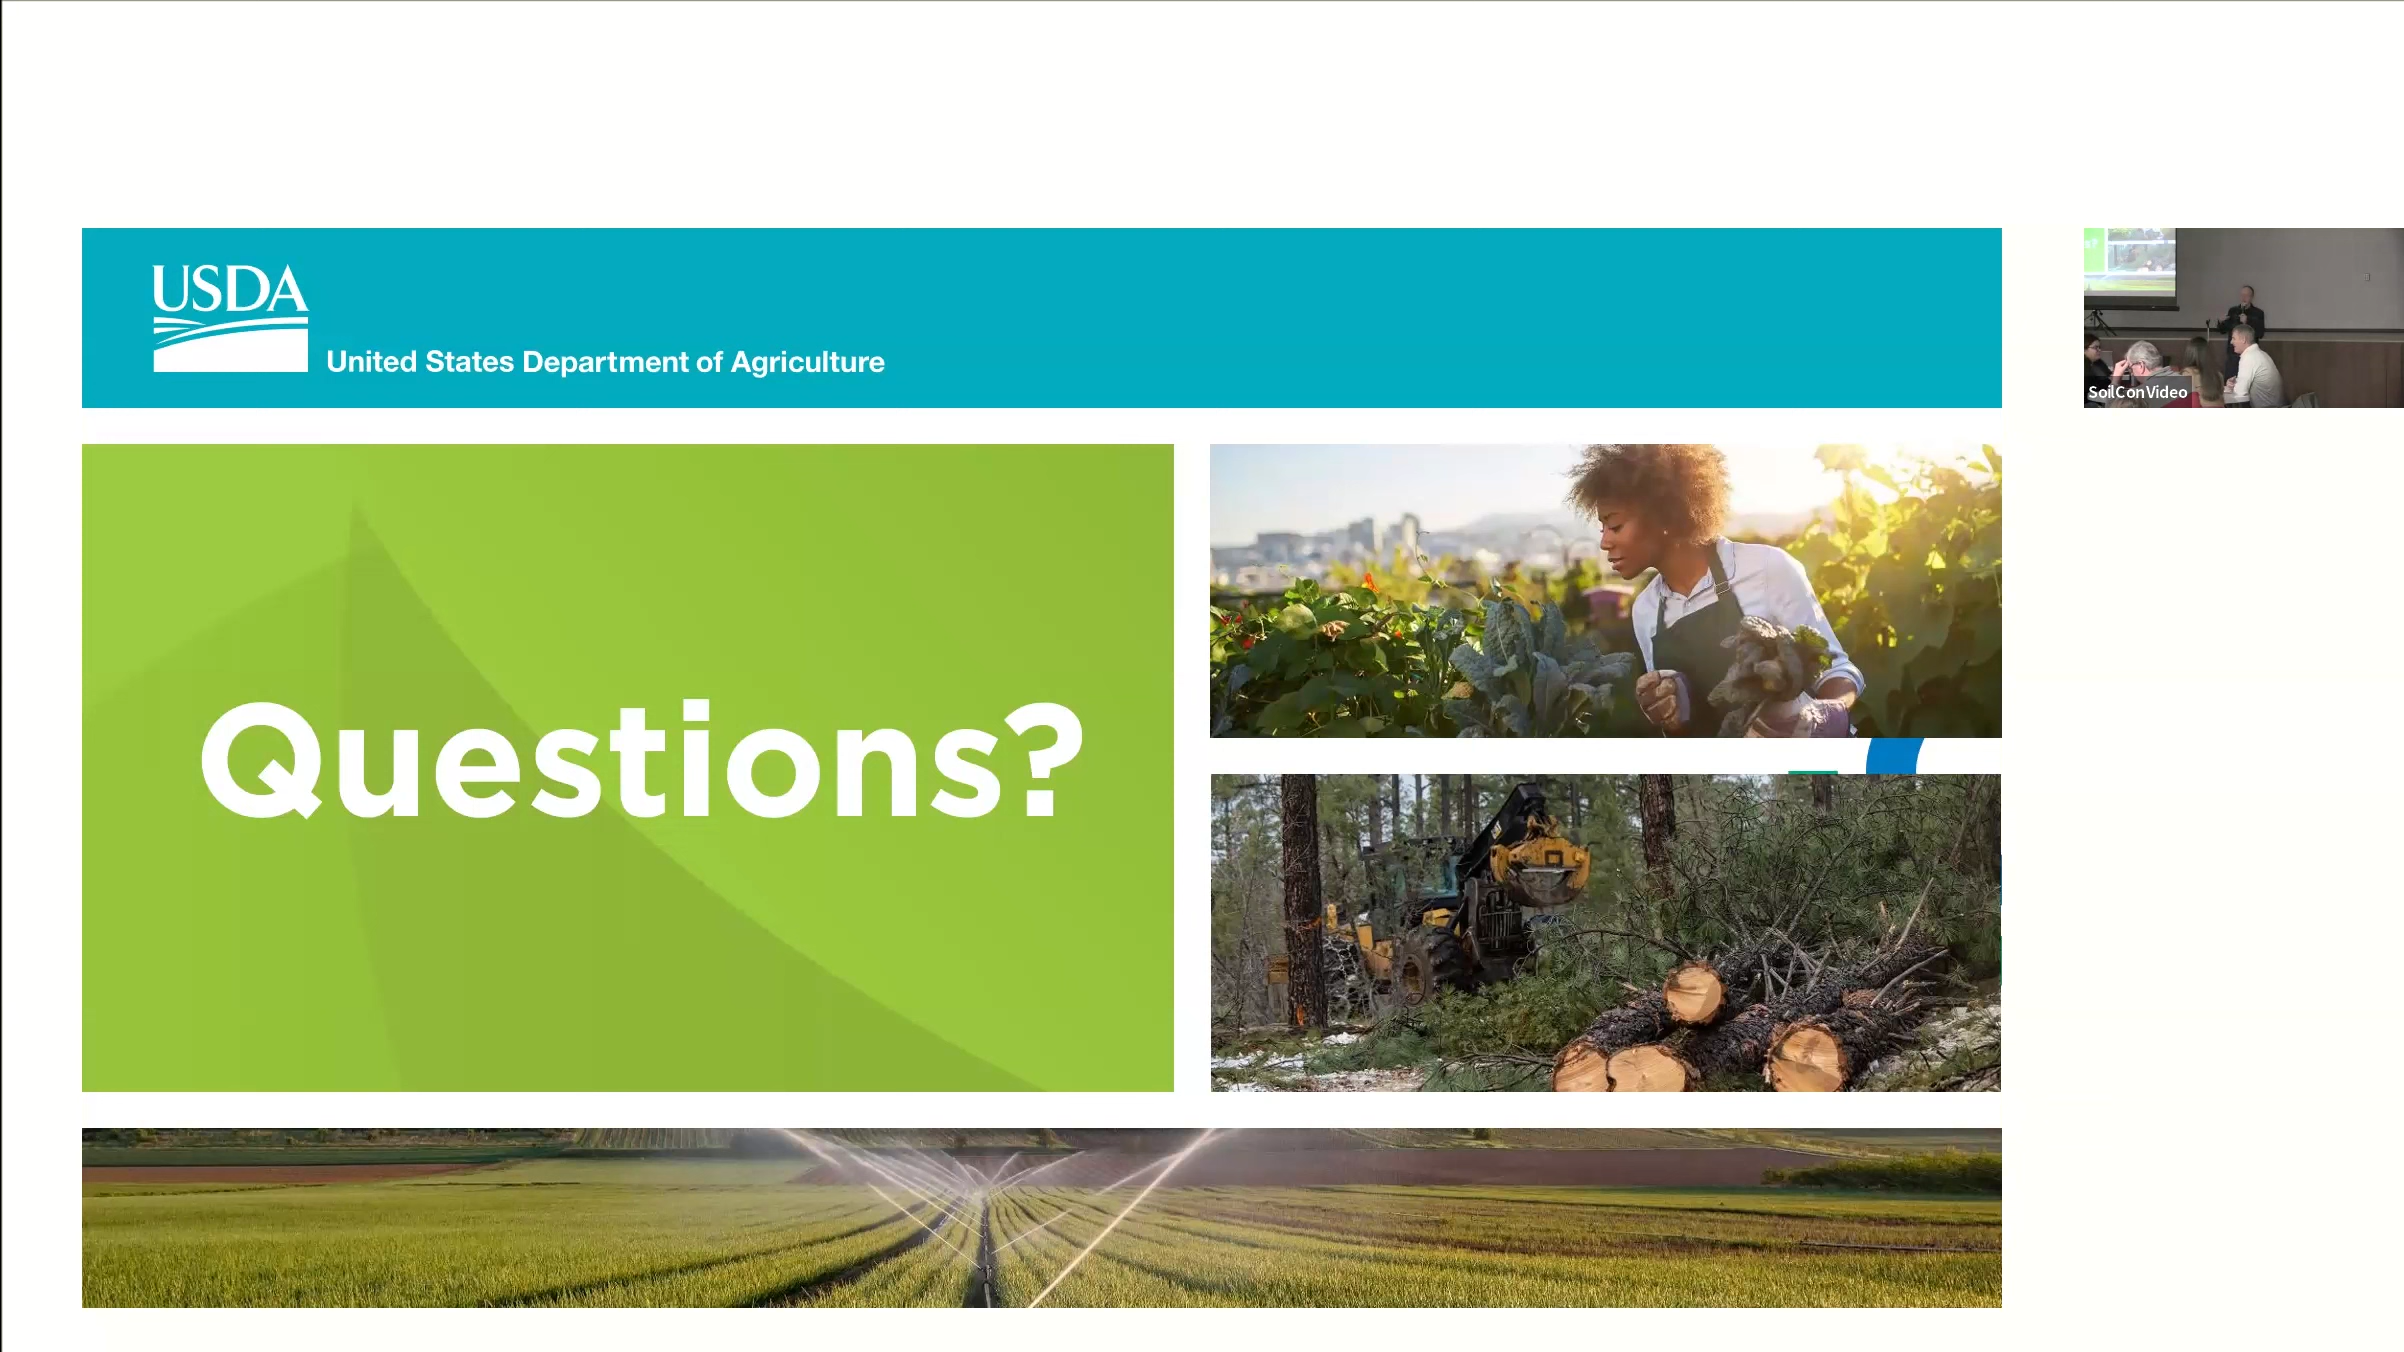 USDA
United States Department of Agriculture
SoilConVideo
Questions?